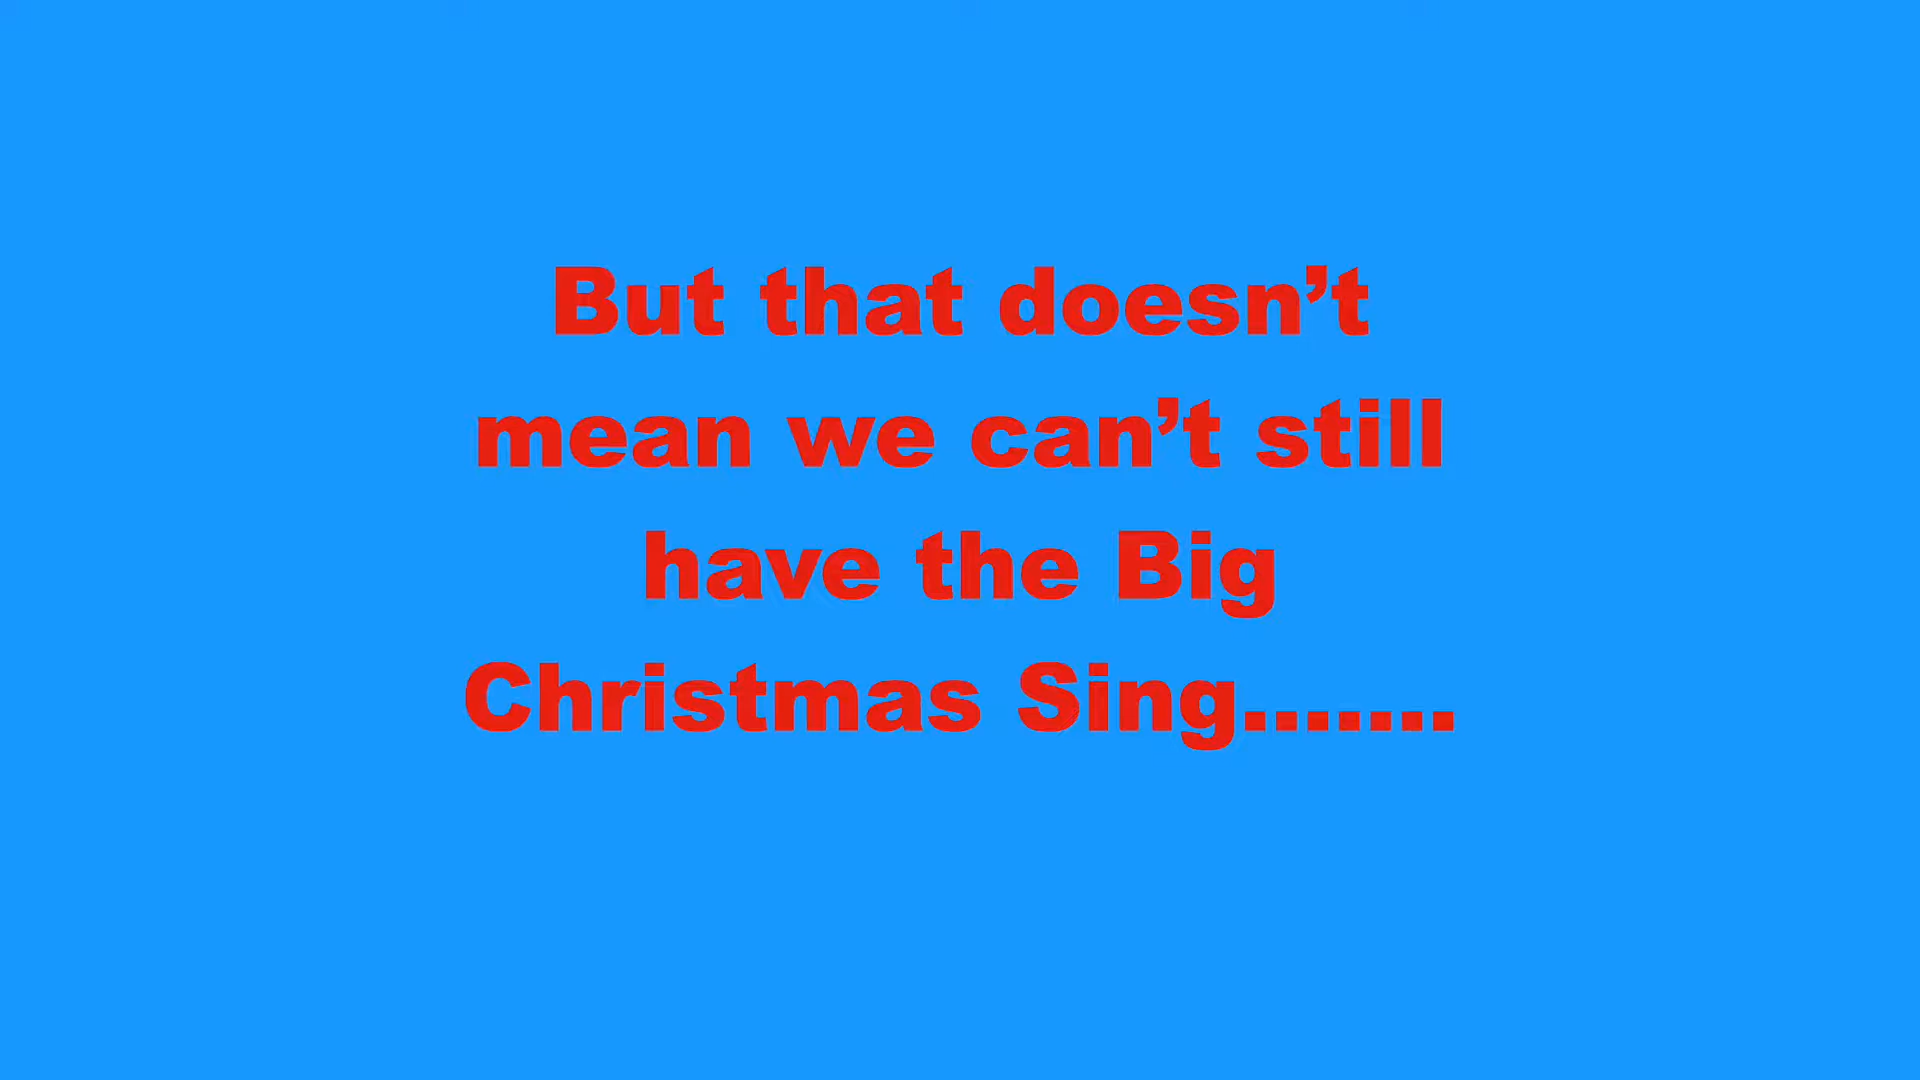 But that doesn’t
mean we can’t still
have the Big
Christmas Sing…….